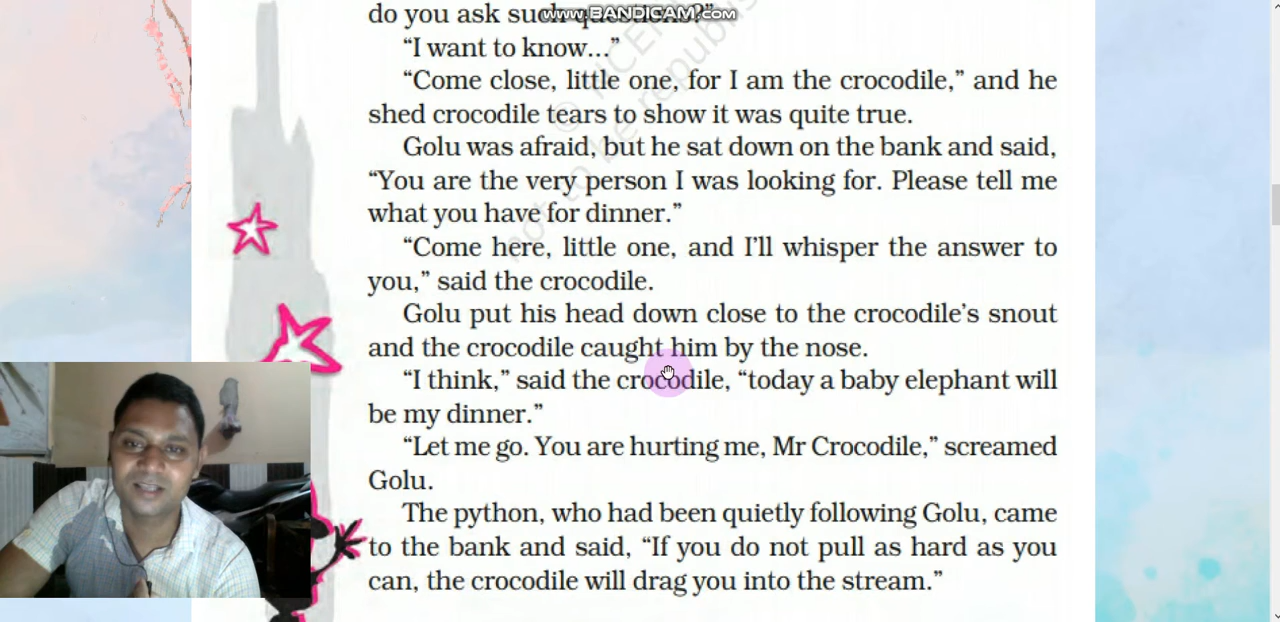 www.BANDICAM.com
do you ask such questions?”
“I want to know...”
“Come close, little one, for I am the crocodile,” and he
shed crocodile tears to show it was quite true.
Golu was afraid, but he sat down on the bank and said,
“You are the very person I was looking for. Please tell me
what you have for dinner.”
“Come here, little one, and I’ll whisper the answer to
you,” said the crocodile.
Golu put his head down close to the crocodile’s snout
and the crocodile caught him by the nose.
“I think,” said the crocodile, “today a baby elephant will
be my dinner.”
“Let me go. You are hurting me, Mr Crocodile,” screamed
Golu.
The python, who had been quietly following Golu, came
to the bank and said, “If you do not pull as hard as you
can, the crocodile will drag you into the stream.”
not to be republis